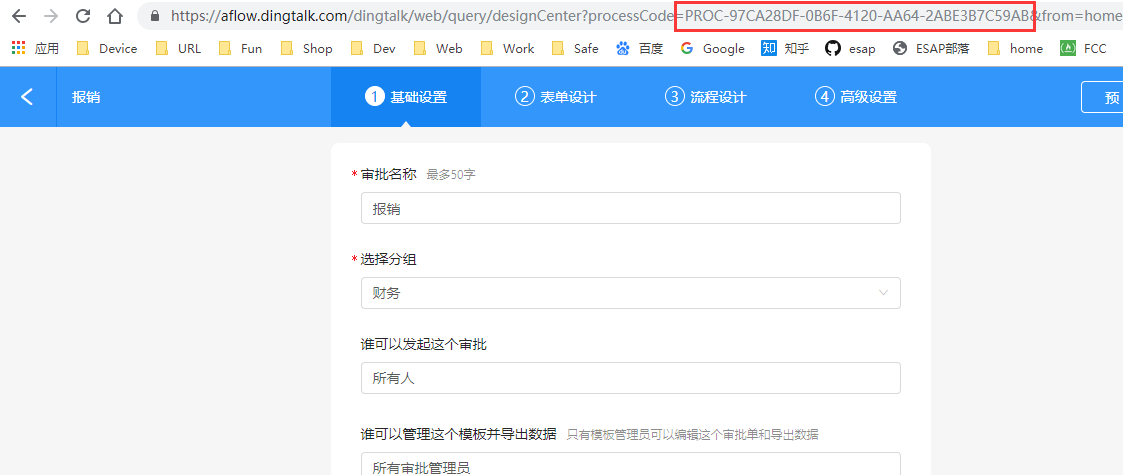 https://aflow.dingtalk.com/dingtalk/web/query/designCenter?processCode=PROC-97CA28DF-0B6F-4120-AA64-2ABE3B7C59AB&from=home
应用 Device URL Fun Shop Dev Web Work Safe 百度 Google 知 知乎 esap ESAP部落 home FCC
报销 1 基础设置 2 表单设计 3 流程设计 4 高级设置 预
* 审批名称 最多50字
报销
* 选择分组
财务
谁可以发起这个审批
所有人
谁可以管理这个模板并导出数据 只有模板管理员可以编辑这个审批单和导出数据
所有审批管理员